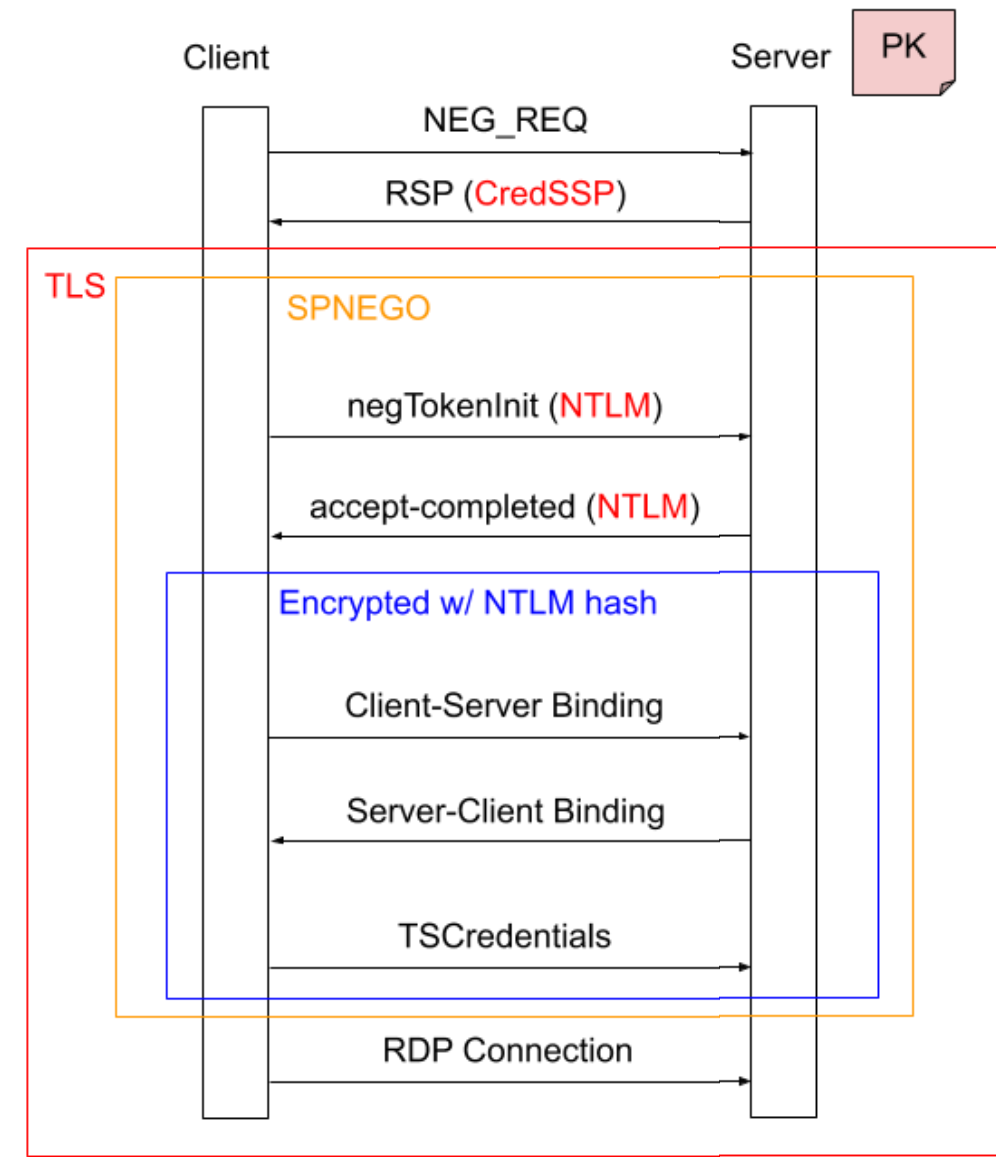 Client
Server
PK
NEG_REQ
RSP (CredSSP)
TLS
SPNEGO
negTokenInit (NTLM)
accept-completed (NTLM)
Encrypted w/ NTLM hash
Client-Server Binding
Server-Client Binding
TSCredentials
RDP Connection